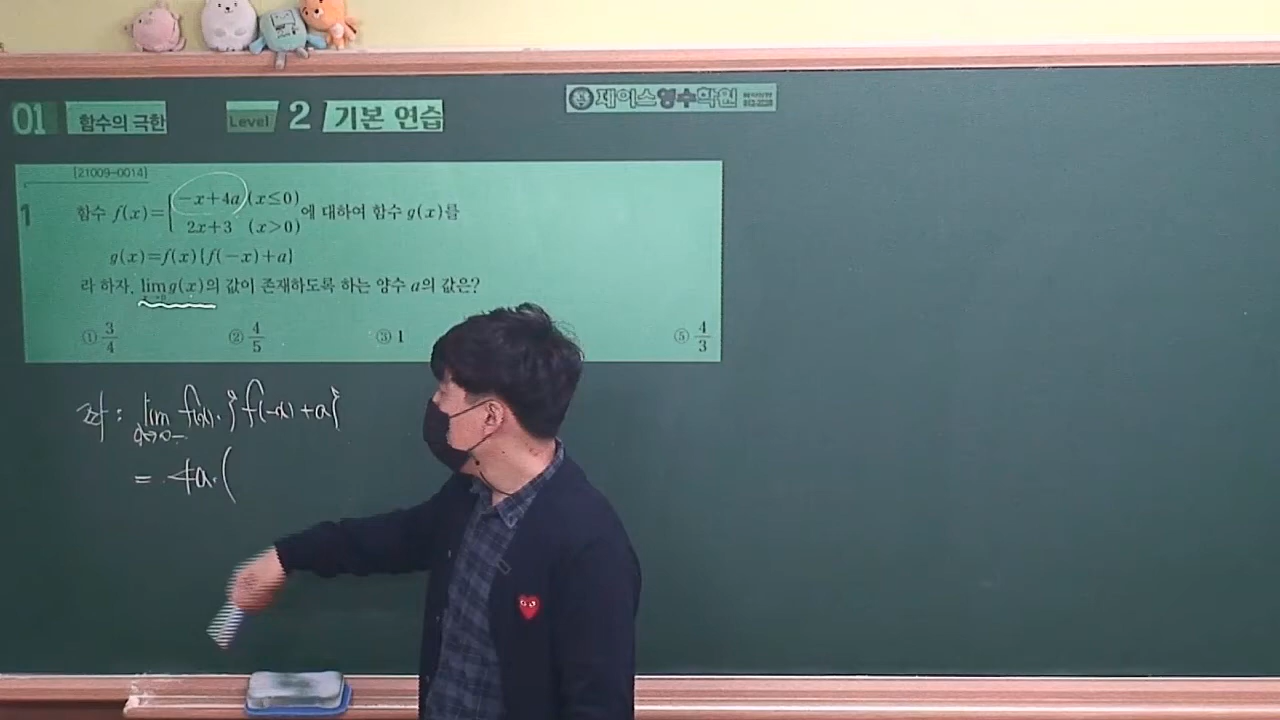 01 함수의 극한 Level 2 기본 연습
제이스영수학원
[21009-0014]
1 함수 f(x)={ -x+4a (x≤0)
2x+3 (x>0) 에 대하여 함수 g(x)를
g(x)=f(x){f(-x)+a}
라 하자. lim g(x)의 값이 존재하도록 하는 양수 a의 값은?
① 3/4 ② 4/5 ③ 1 ⑤ 4/3
좌 : lim x→0- f(x)·{f(-x)+a}
= 4a·(